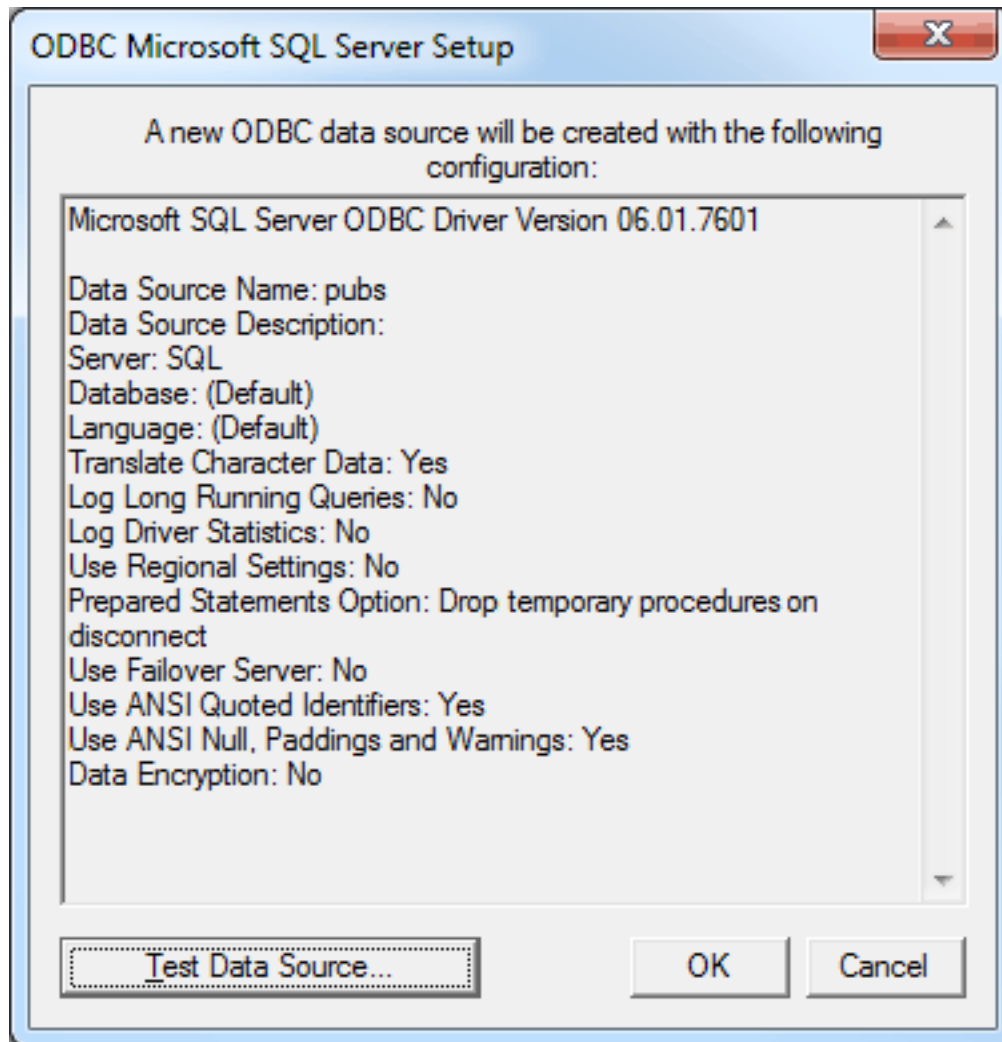 ODBC Microsoft SQL Server Setup
A new ODBC data source will be created with the following
configuration:
Microsoft SQL Server ODBC Driver Version 06.01.7601
Data Source Name: pubs
Data Source Description:
Server: SQL
Database: (Default)
Language: (Default)
Translate Character Data: Yes
Log Long Running Queries: No
Log Driver Statistics: No
Use Regional Settings: No
Prepared Statements Option: Drop temporary procedures on
disconnect
Use Failover Server: No
Use ANSI Quoted Identifiers: Yes
Use ANSI Null, Paddings and Warnings: Yes
Data Encryption: No
Test Data Source... OK Cancel